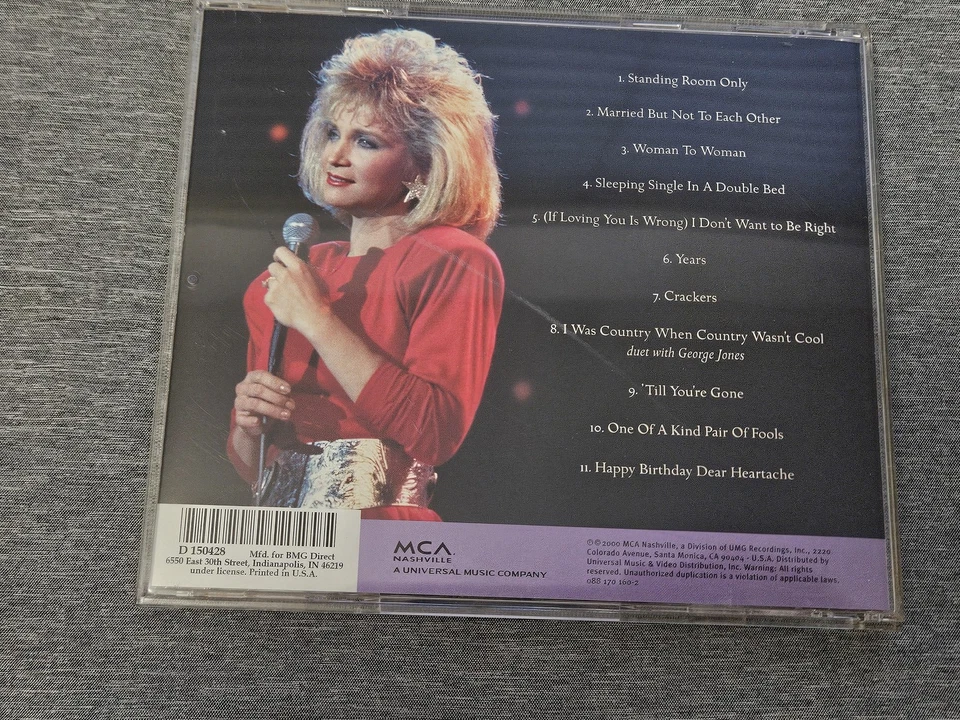 1. Standing Room Only
2. Married But Not To Each Other
3. Woman To Woman
4. Sleeping Single In A Double Bed
5. (If Loving You Is Wrong) I Don't Want to Be Right
6. Years
7. Crackers
8. I Was Country When Country Wasn't Cool
duet with George Jones
9. 'Till You're Gone
10. One Of A Kind Pair Of Fools
11. Happy Birthday Dear Heartache
D 150428 Mfd. for BMG Direct
6550 East 30th Street, Indianapolis, IN 46219
under license. Printed in U.S.A.
MCA
NASHVILLE
A UNIVERSAL MUSIC COMPANY
℗©2000 MCA Nashville, a Division of UMG Recordings, Inc., 2220
Colorado Avenue, Santa Monica, CA 90404 - U.S.A. Distributed by
Universal Music & Video Distribution, Inc. Warning: All rights
reserved. Unauthorized duplication is a violation of applicable laws.
088 170 160-2